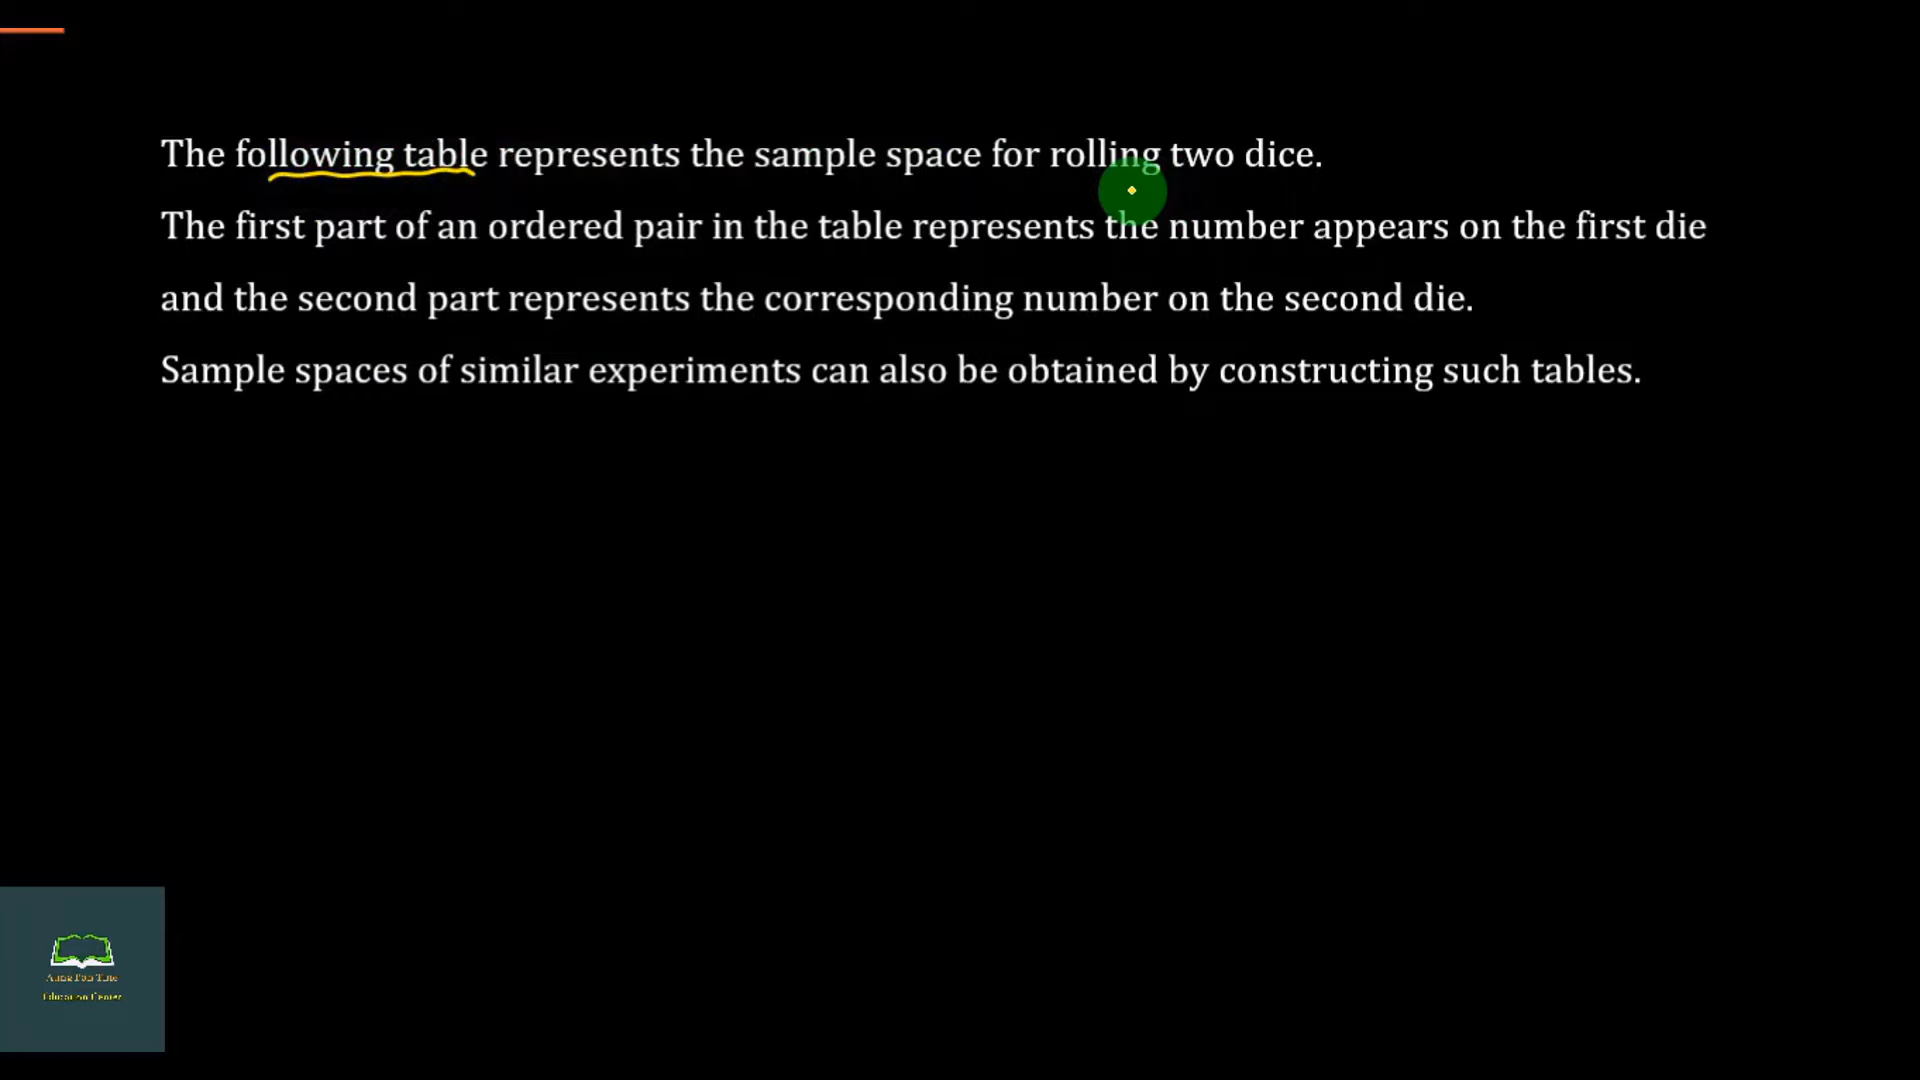 The following table represents the sample space for rolling two dice.
The first part of an ordered pair in the table represents the number appears on the first die
and the second part represents the corresponding number on the second die.
Sample spaces of similar experiments can also be obtained by constructing such tables.
Education Center